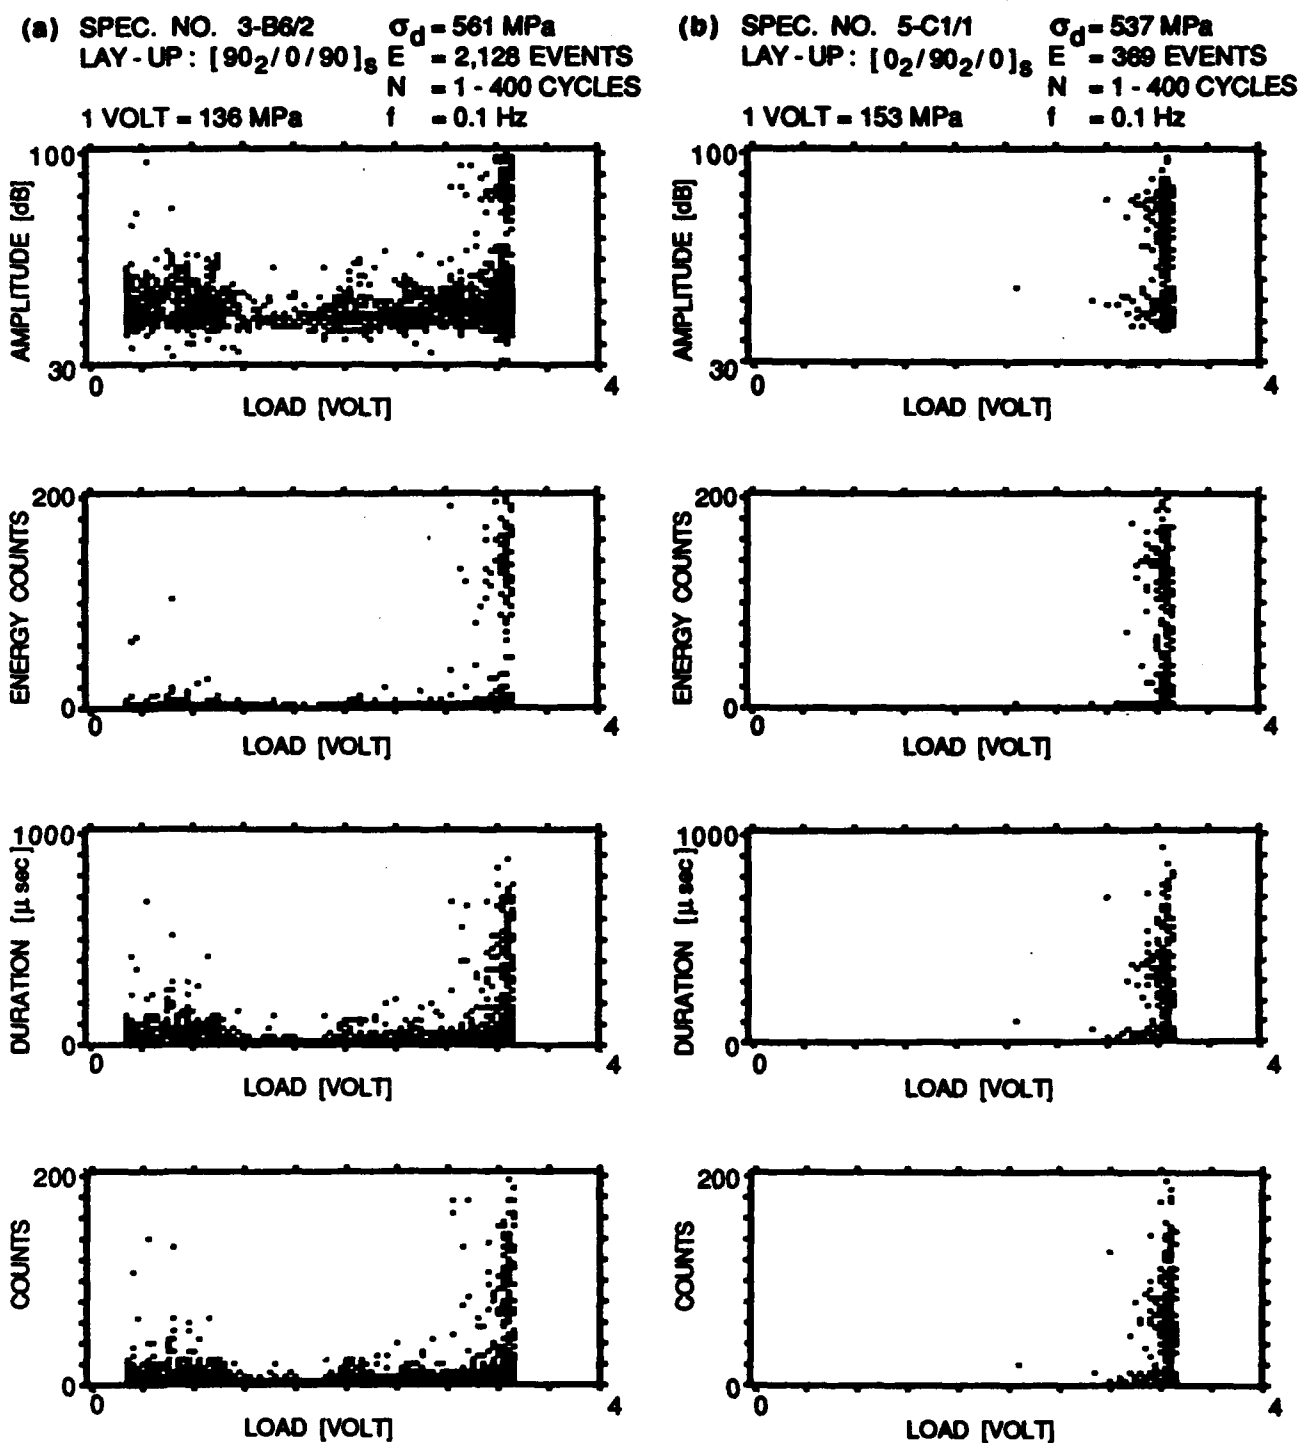 (a) SPEC. NO. 3-B6/2 σd = 561 MPa
LAY-UP: [902/0/90]s E = 2,128 EVENTS
N = 1 - 400 CYCLES
1 VOLT = 136 MPa f = 0.1 Hz
(b) SPEC. NO. 5-C1/1 σd = 537 MPa
LAY-UP: [02/902/0]s E = 369 EVENTS
N = 1 - 400 CYCLES
1 VOLT = 153 MPa f = 0.1 Hz
100
AMPLITUDE [dB]
30
0
4
LOAD [VOLT]
100
AMPLITUDE [dB]
30
0
4
LOAD [VOLT]
200
ENERGY COUNTS
0
0
4
LOAD [VOLT]
200
ENERGY COUNTS
0
0
4
LOAD [VOLT]
1000
DURATION [μ sec]
0
0
4
LOAD [VOLT]
1000
DURATION [μ sec]
0
0
4
LOAD [VOLT]
200
COUNTS
0
0
4
LOAD [VOLT]
200
COUNTS
0
0
4
LOAD [VOLT]